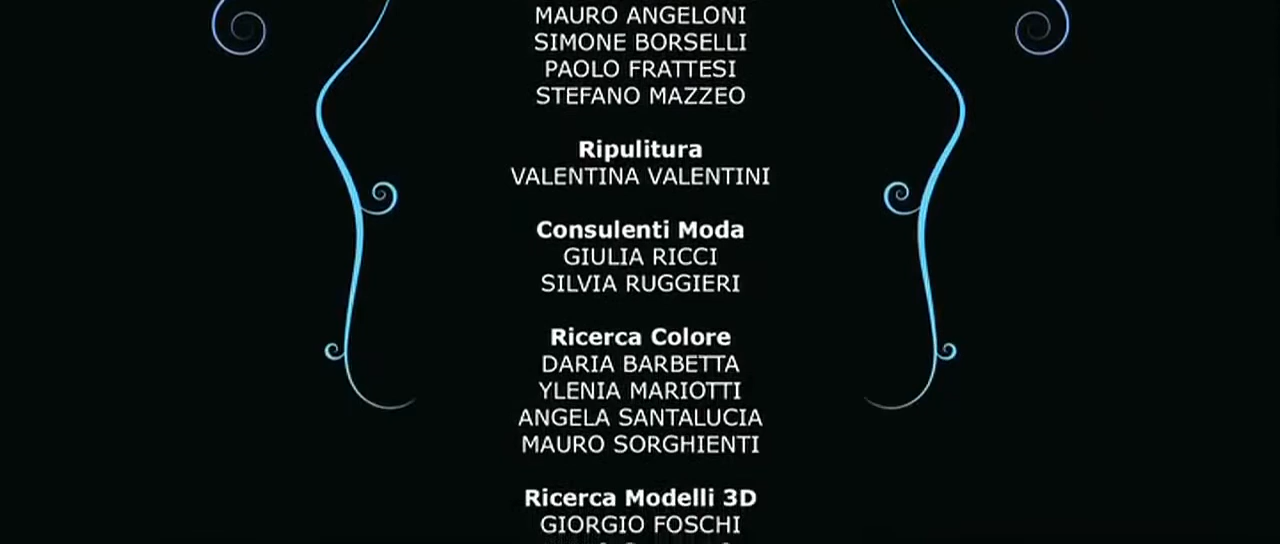 MAURO ANGELONI
SIMONE BORSELLI
PAOLO FRATTESI
STEFANO MAZZEO
Ripulitura
VALENTINA VALENTINI
Consulenti Moda
GIULIA RICCI
SILVIA RUGGIERI
Ricerca Colore
DARIA BARBETTA
YLENIA MARIOTTI
ANGELA SANTALUCIA
MAURO SORGHIENTI
Ricerca Modelli 3D
GIORGIO FOSCHI